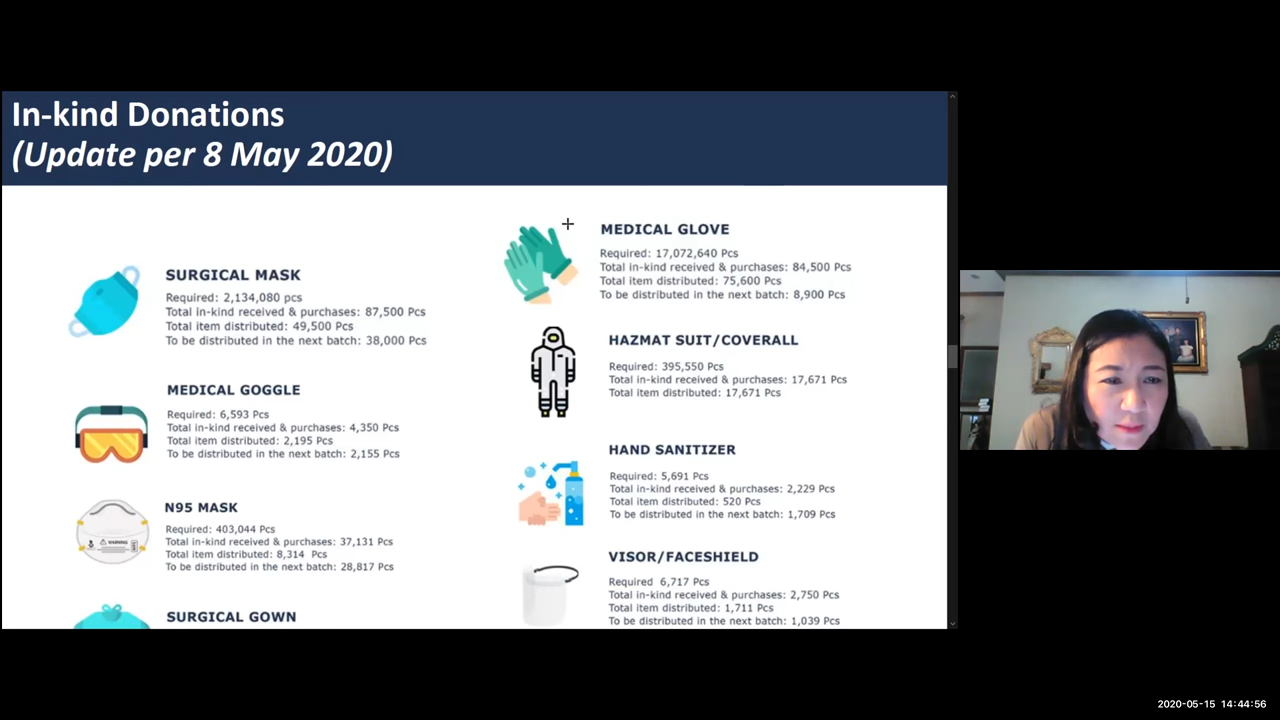 In-kind Donations
(Update per 8 May 2020)
SURGICAL MASK
Required: 2,134,080 pcs
Total in-kind received & purchases: 87,500 Pcs
Total item distributed: 49,500 Pcs
To be distributed in the next batch: 38,000 Pcs
MEDICAL GOGGLE
Required: 6,593 Pcs
Total in-kind received & purchases: 4,350 Pcs
Total item distributed: 2,195 Pcs
To be distributed in the next batch: 2,155 Pcs
N95 MASK
Required: 403,044 Pcs
Total in-kind received & purchases: 37,131 Pcs
Total item distributed: 8,314 Pcs
To be distributed in the next batch: 28,817 Pcs
WARNING
SURGICAL GOWN
MEDICAL GLOVE
Required: 17,072,640 Pcs
Total in-kind received & purchases: 84,500 Pcs
Total item distributed: 75,600 Pcs
To be distributed in the next batch: 8,900 Pcs
HAZMAT SUIT/COVERALL
Required: 395,550 Pcs
Total in-kind received & purchases: 17,671 Pcs
Total item distributed: 17,671 Pcs
HAND SANITIZER
Required: 5,691 Pcs
Total in-kind received & purchases: 2,229 Pcs
Total item distributed: 520 Pcs
To be distributed in the next batch: 1,709 Pcs
VISOR/FACESHIELD
Required 6,717 Pcs
Total in-kind received & purchases: 2,750 Pcs
Total item distributed: 1,711 Pcs
To be distributed in the next batch: 1,039 Pcs
2020-05-15 14:44:56